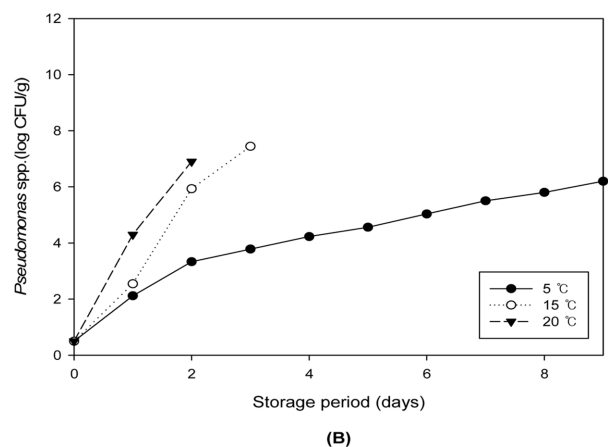 12
10
8
6
4
2
0
Pseudomonas spp.(log CFU/g)
5 ℃
15 ℃
20 ℃
0 2 4 6 8
Storage period (days)
(B)